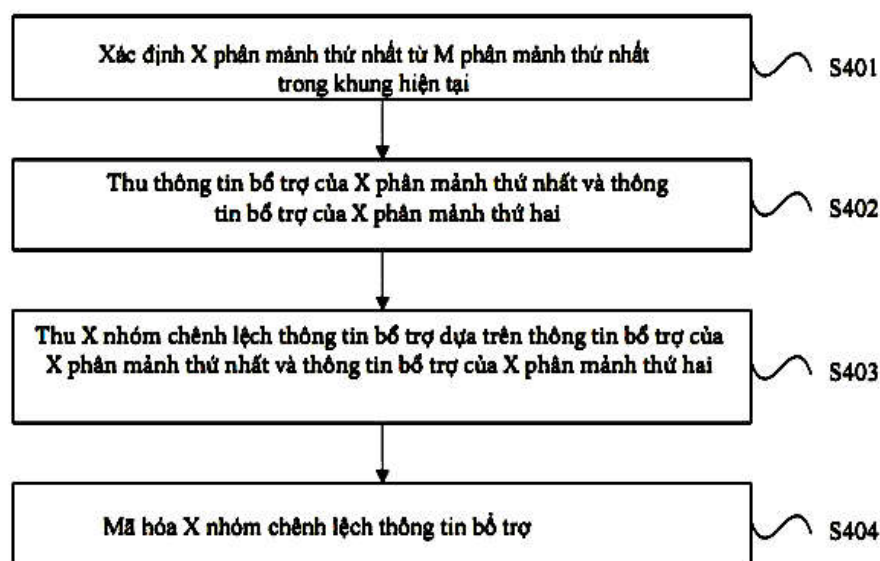 Xác định X phân mảnh thứ nhất từ M phân mảnh thứ nhất
trong khung hiện tại
S401
Thu thông tin bổ trợ của X phân mảnh thứ nhất và thông
tin bổ trợ của X phân mảnh thứ hai
S402
Thu X nhóm chênh lệch thông tin bổ trợ dựa trên thông tin bổ trợ của
X phân mảnh thứ nhất và thông tin bổ trợ của X phân mảnh thứ hai
S403
Mã hóa X nhóm chênh lệch thông tin bổ trợ
S404